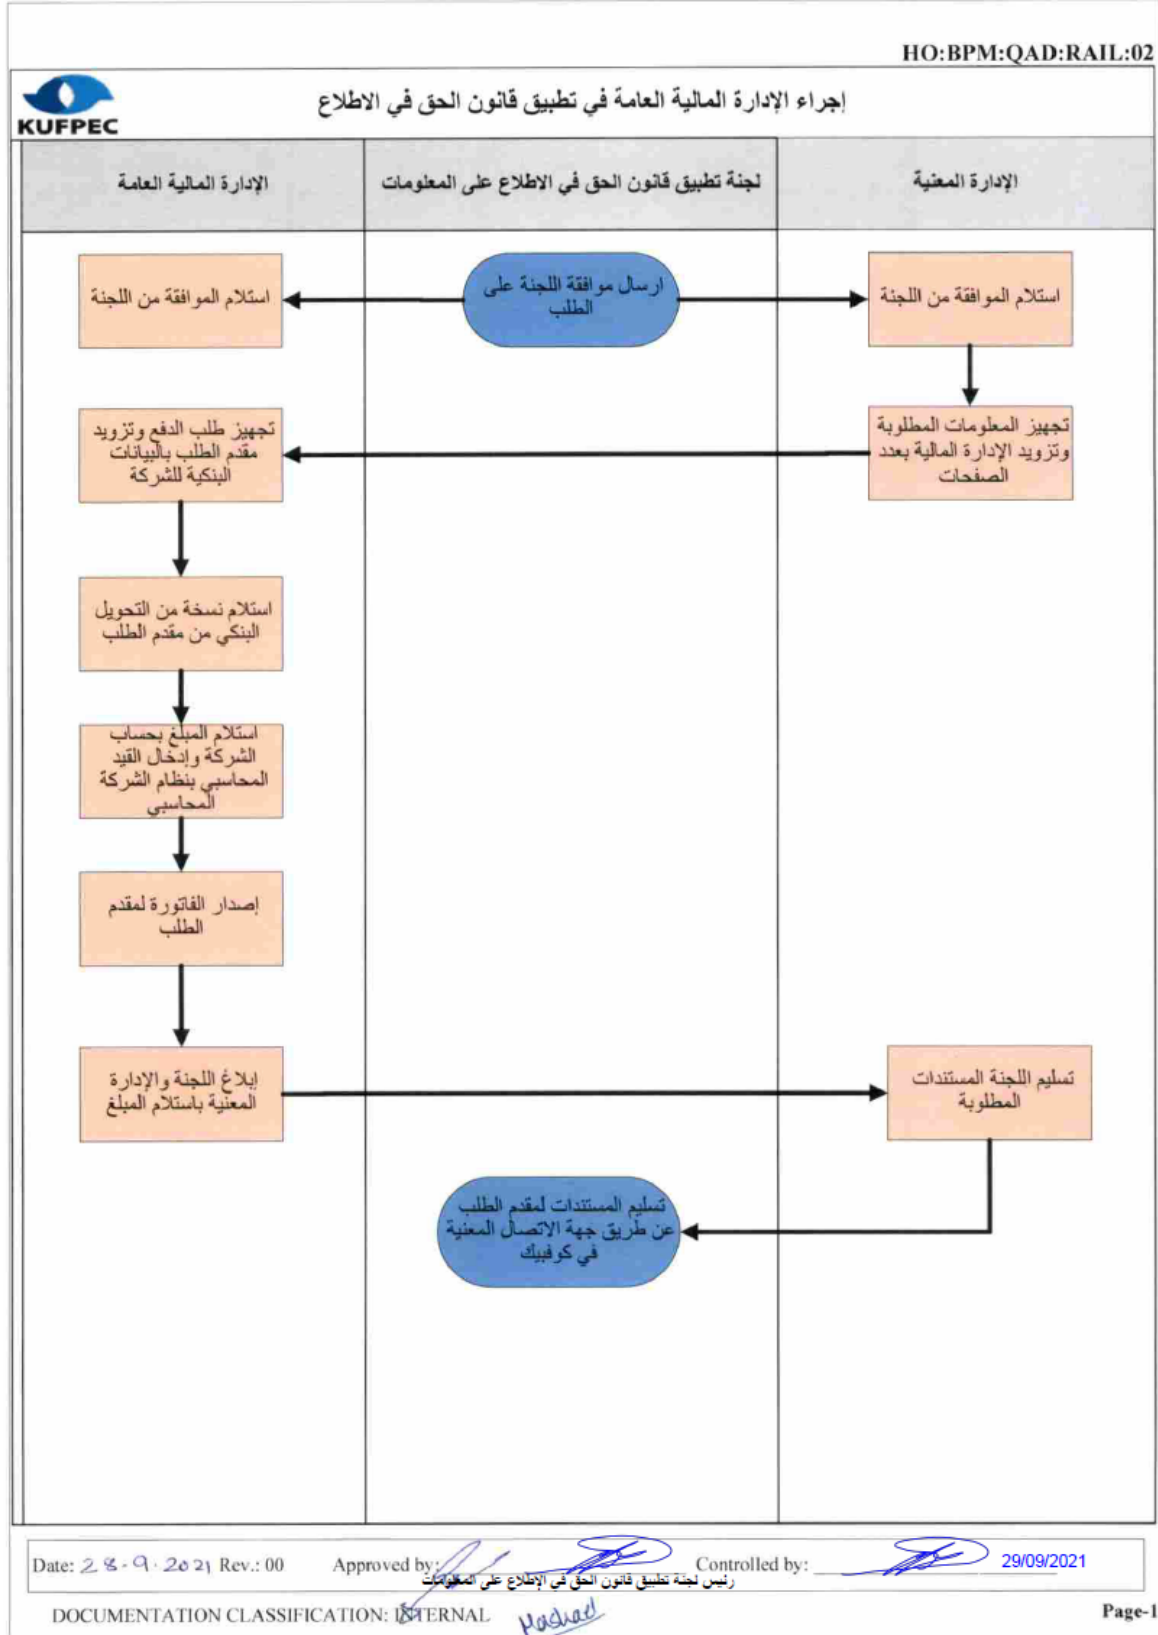 HO:BPM:QAD:RAIL:02
KUFPEC
إجراء الإدارة المالية العامة في تطبيق قانون الحق في الاطلاع
الإدارة المعنية
لجنة تطبيق قانون الحق في الاطلاع على المعلومات
الإدارة المالية العامة
استلام الموافقة من اللجنة
ارسال موافقة اللجنة على
الطلب
استلام الموافقة من اللجنة
تجهيز المعلومات المطلوبة
وتزويد الإدارة المالية بعدد
الصفحات
تجهيز طلب الدفع وتزويد
مقدم الطلب بالبيانات
البنكية للشركة
استلام نسخة من التحويل
البنكي من مقدم الطلب
استلام المبلغ بحساب
الشركة وإدخال القيد
المحاسبي بنظام الشركة
المحاسبي
إصدار الفاتورة لمقدم
الطلب
إبلاغ اللجنة والإدارة
المعنية باستلام المبلغ
تسليم اللجنة المستندات
المطلوبة
تسليم المستندات لمقدم الطلب
عن طريق جهة الاتصال المعنية
في كوفبيك
Date: 28-9-2021 Rev.: 00 Approved by: Controlled by: 29/09/2021
رئيس لجنة تطبيق قانون الحق في الإطلاع على المعلومات
DOCUMENTATION CLASSIFICATION: INTERNAL
Page-1